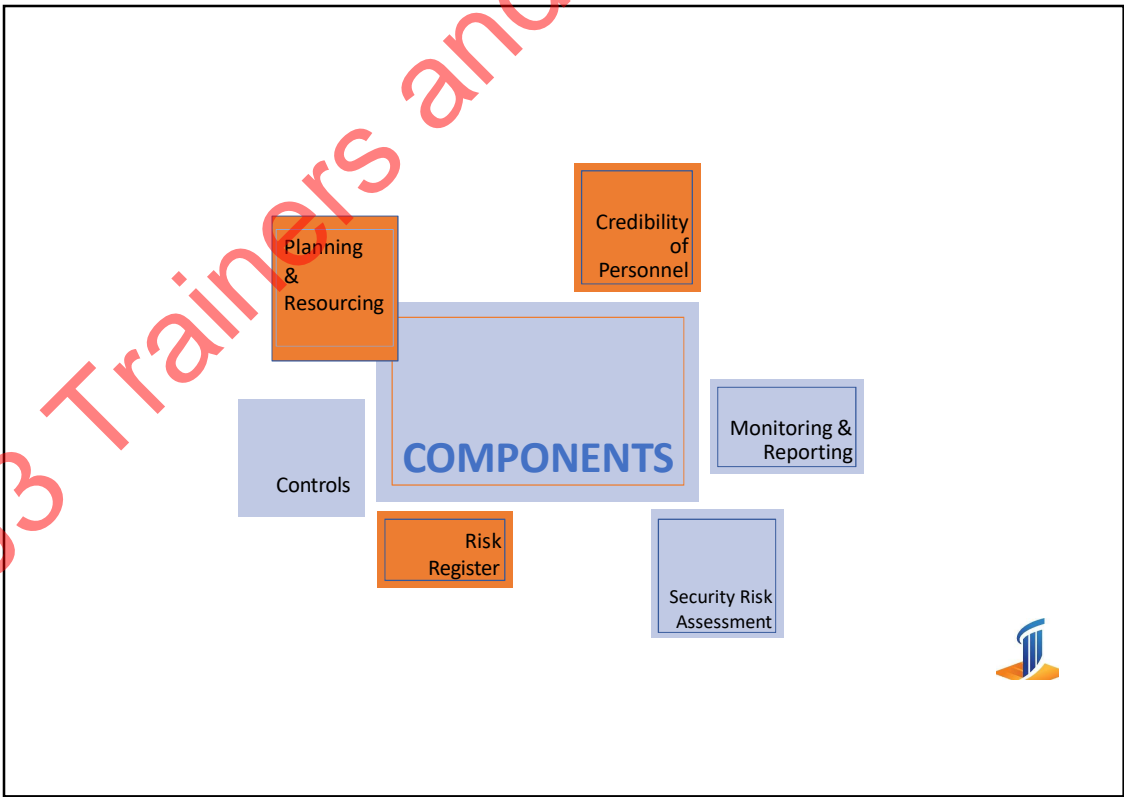 3 Trainers and
Credibility
of
Personnel
Planning
&
Resourcing
COMPONENTS
Monitoring &
Reporting
Controls
Risk
Register
Security Risk
Assessment